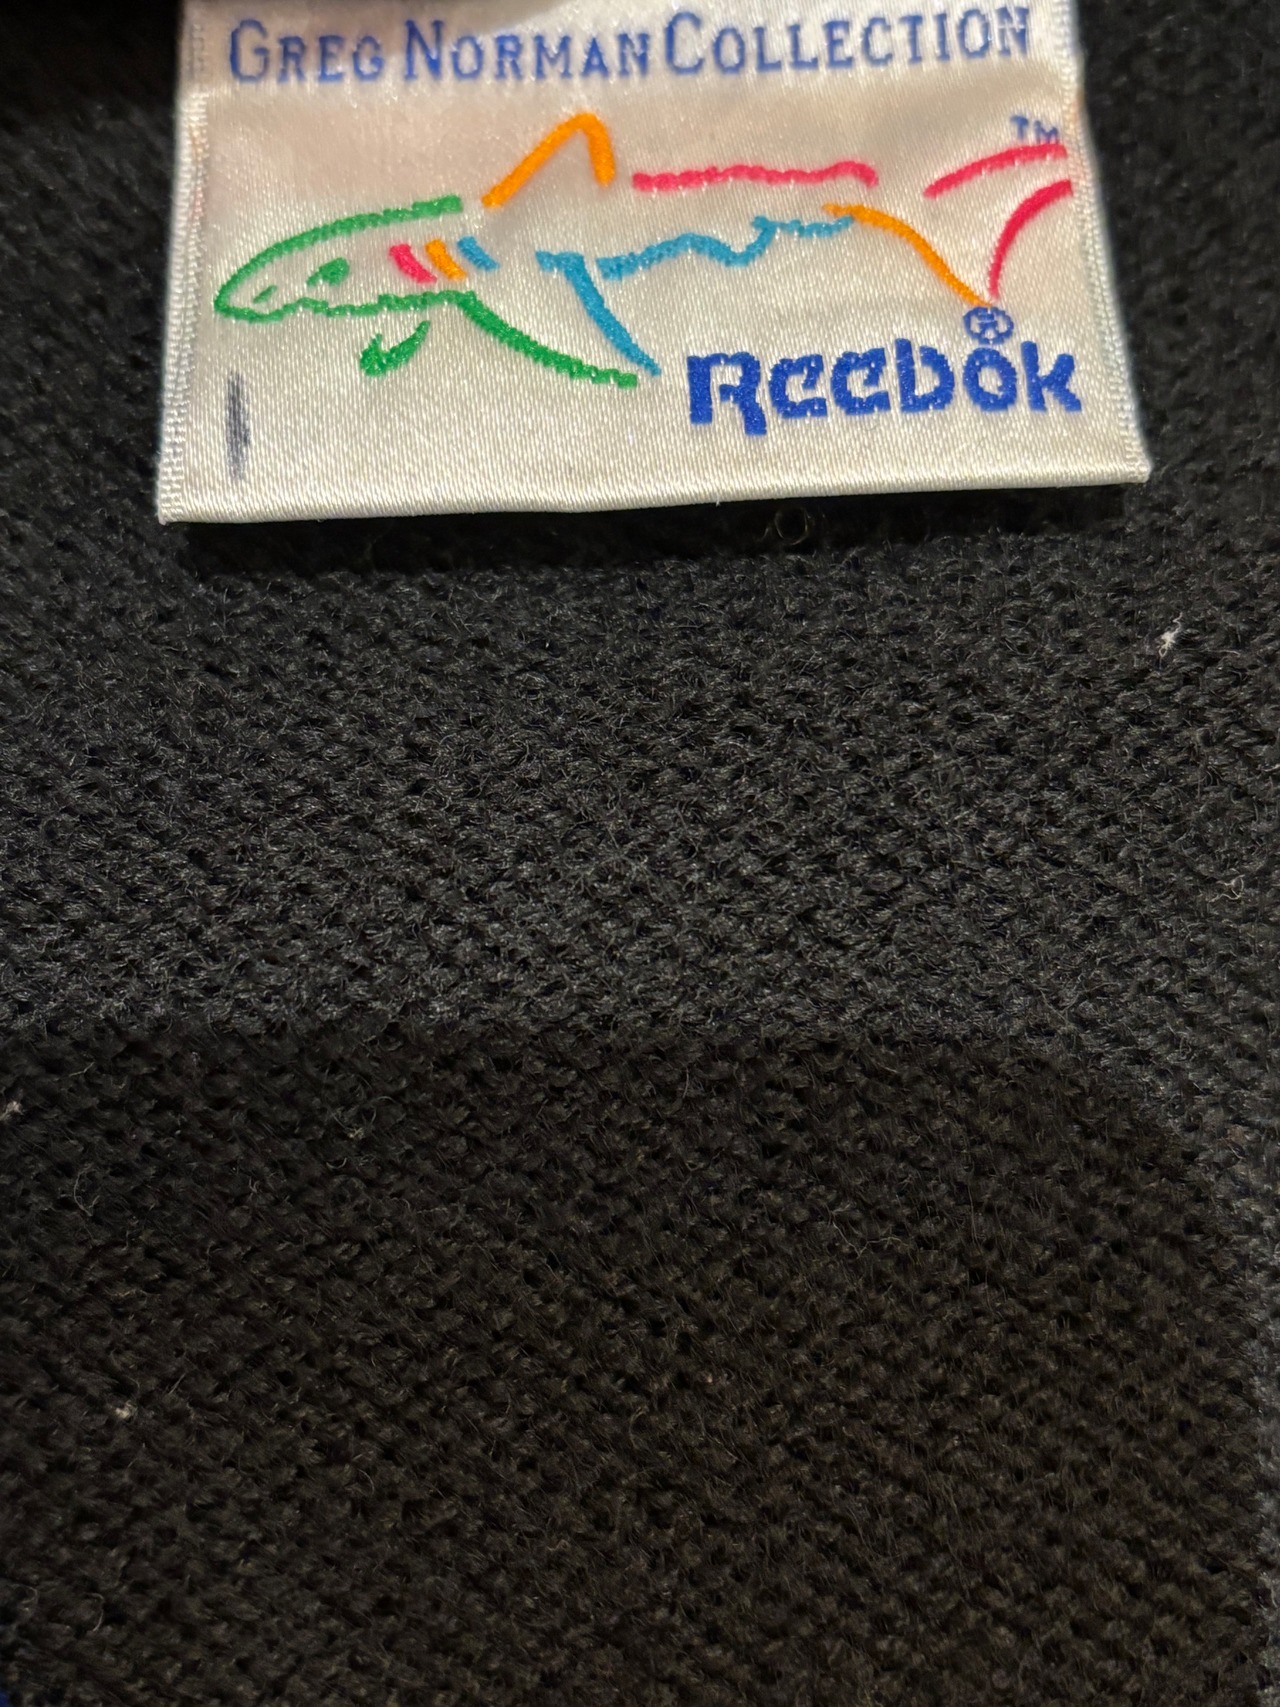 GREG NORMAN COLLECTION
TM
®
Reebok